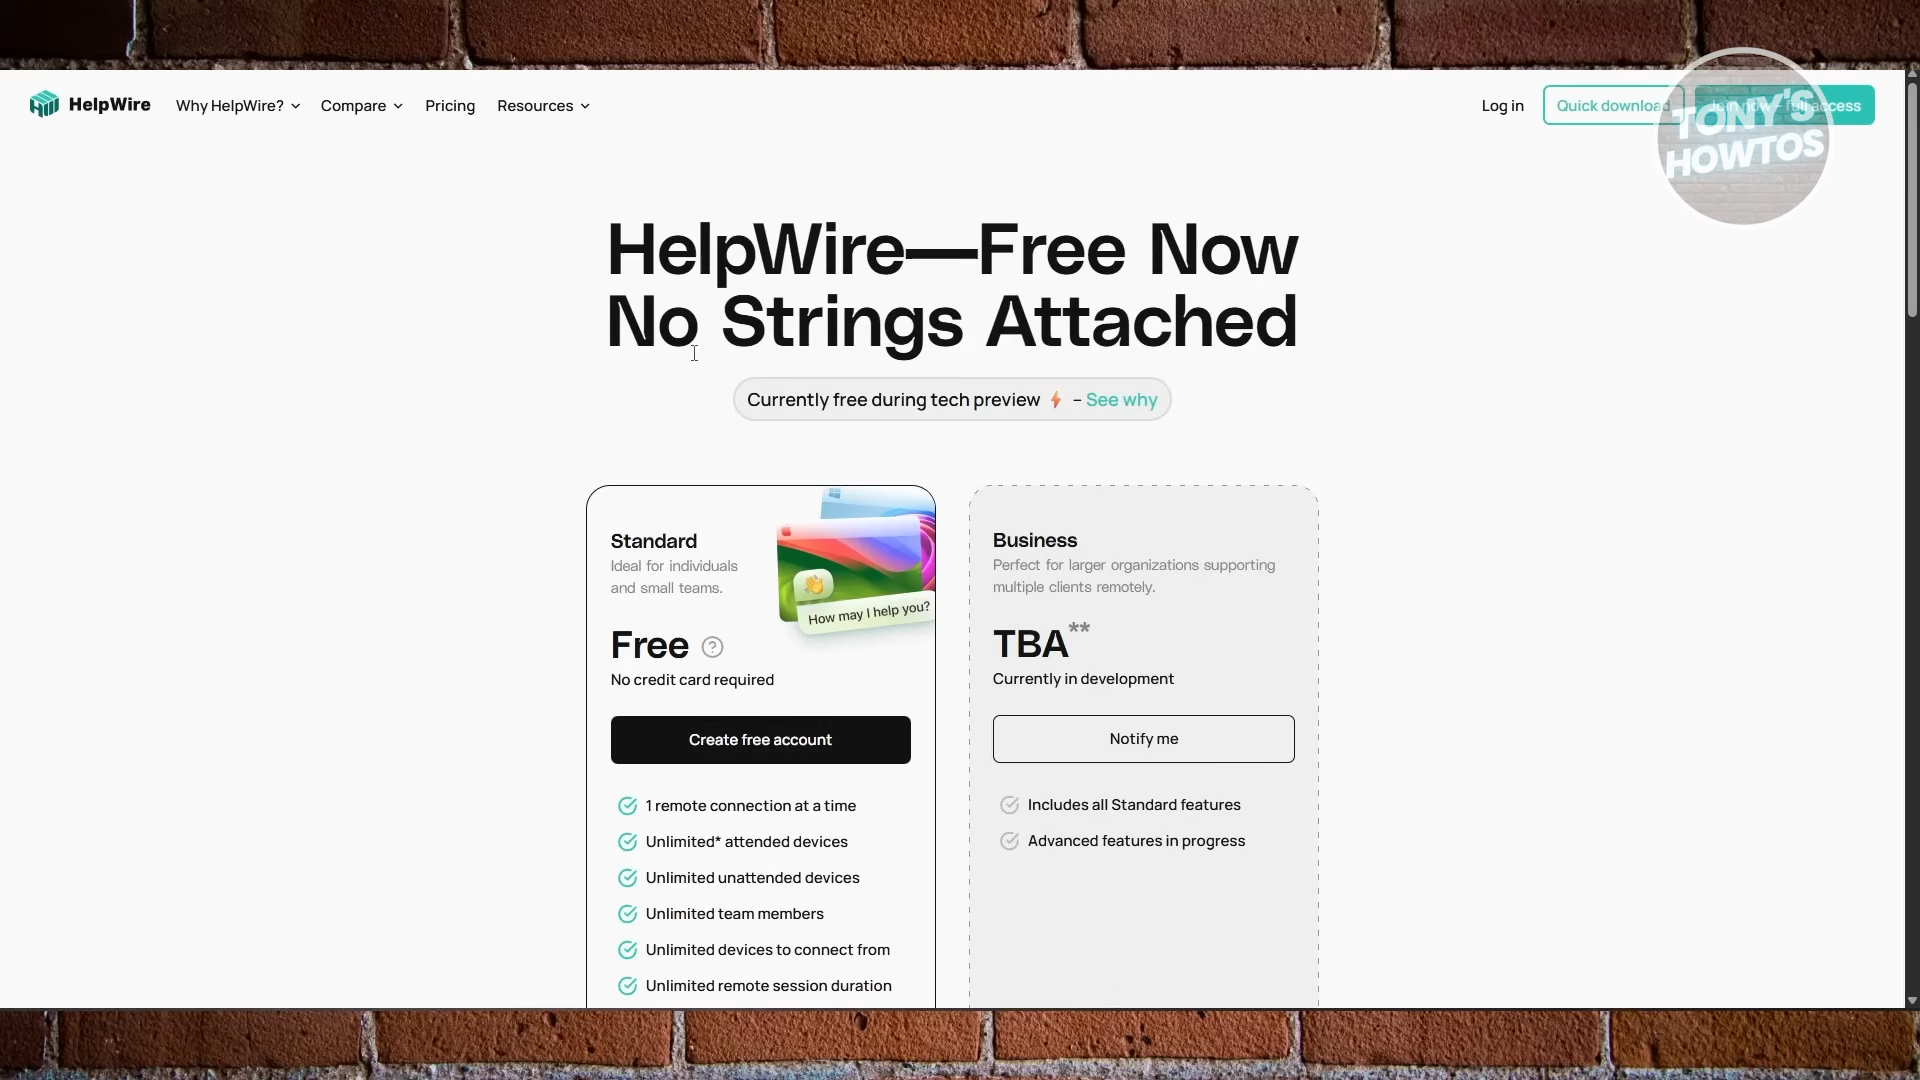 HelpWire
Why HelpWire?
Compare
Pricing
Resources
Log in
Quick download
Join now – full access
TONY'S
HOWTOS
HelpWire—Free Now
No Strings Attached
Currently free during tech preview ⚡ – See why
Standard
Ideal for individuals
and small teams.
How may I help you?
Free
No credit card required
Create free account
1 remote connection at a time
Unlimited* attended devices
Unlimited unattended devices
Unlimited team members
Unlimited devices to connect from
Unlimited remote session duration
Business
Perfect for larger organizations supporting
multiple clients remotely.
TBA**
Currently in development
Notify me
Includes all Standard features
Advanced features in progress